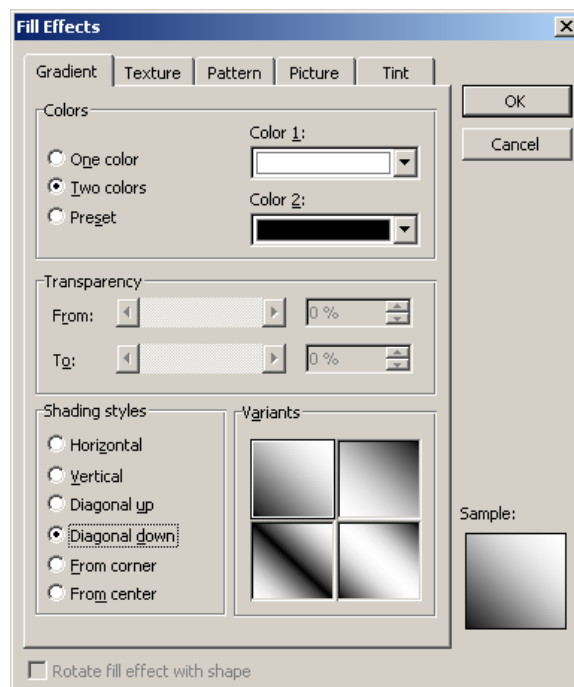 Fill Effects
Gradient Texture Pattern Picture Tint
Colors
One color
Two colors
Preset
Color 1:
Color 2:
OK
Cancel
Transparency
From: 0 %
To: 0 %
Shading styles
Horizontal
Vertical
Diagonal up
Diagonal down
From corner
From center
Variants
Sample:
Rotate fill effect with shape